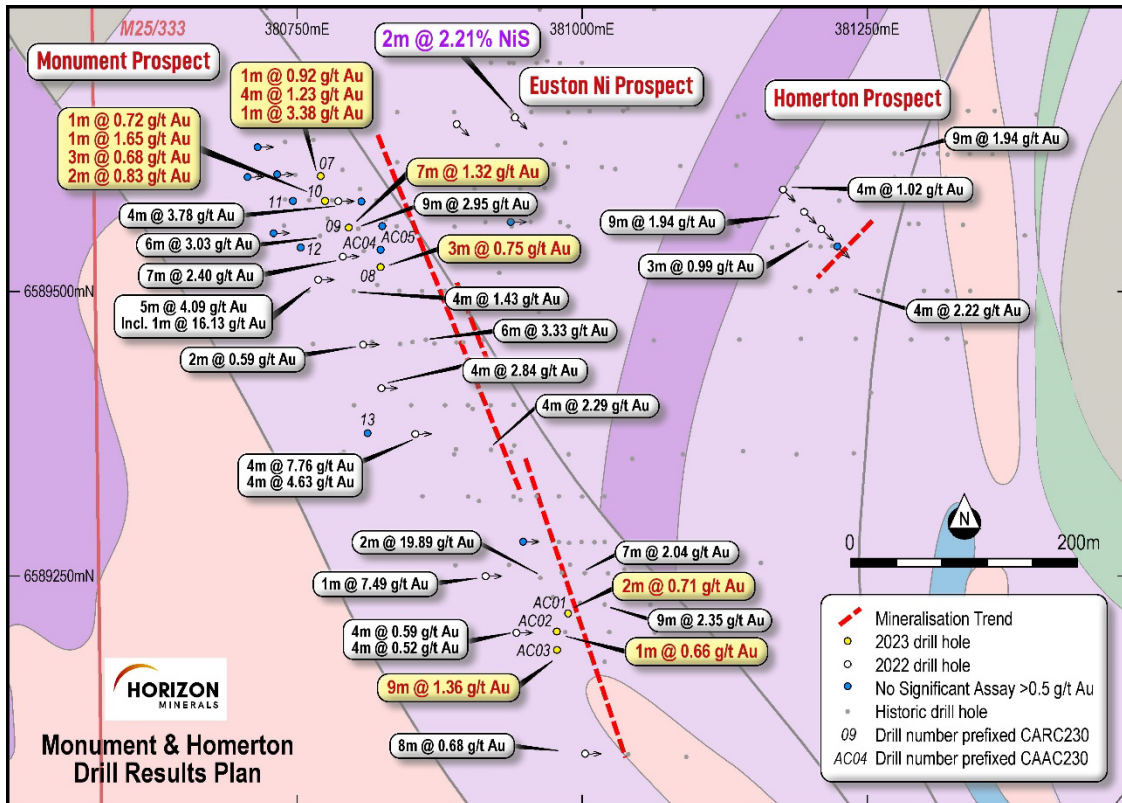 380750mE
381000mE
381250mE
M25/333
2m @ 2.21% NiS
Monument Prospect
Euston Ni Prospect
Homerton Prospect
1m @ 0.92 g/t Au
4m @ 1.23 g/t Au
1m @ 3.38 g/t Au
1m @ 0.72 g/t Au
1m @ 1.65 g/t Au
3m @ 0.68 g/t Au
2m @ 0.83 g/t Au
9m @ 1.94 g/t Au
07
7m @ 1.32 g/t Au
4m @ 1.02 g/t Au
10
11
4m @ 3.78 g/t Au
9m @ 2.95 g/t Au
9m @ 1.94 g/t Au
09
AC04
AC05
6m @ 3.03 g/t Au
12
3m @ 0.75 g/t Au
3m @ 0.99 g/t Au
7m @ 2.40 g/t Au
08
6589500mN
4m @ 1.43 g/t Au
4m @ 2.22 g/t Au
5m @ 4.09 g/t Au
Incl. 1m @ 16.13 g/t Au
6m @ 3.33 g/t Au
2m @ 0.59 g/t Au
4m @ 2.84 g/t Au
4m @ 2.29 g/t Au
13
4m @ 7.76 g/t Au
4m @ 4.63 g/t Au
N
0
200m
2m @ 19.89 g/t Au
7m @ 2.04 g/t Au
6589250mN
1m @ 7.49 g/t Au
2m @ 0.71 g/t Au
AC01
AC02
AC03
9m @ 2.35 g/t Au
4m @ 0.59 g/t Au
4m @ 0.52 g/t Au
1m @ 0.66 g/t Au
9m @ 1.36 g/t Au
8m @ 0.68 g/t Au
HORIZON
MINERALS
Monument & Homerton
Drill Results Plan
Mineralisation Trend
2023 drill hole
2022 drill hole
No Significant Assay >0.5 g/t Au
Historic drill hole
09 Drill number prefixed CARC230
AC04 Drill number prefixed CAAC230